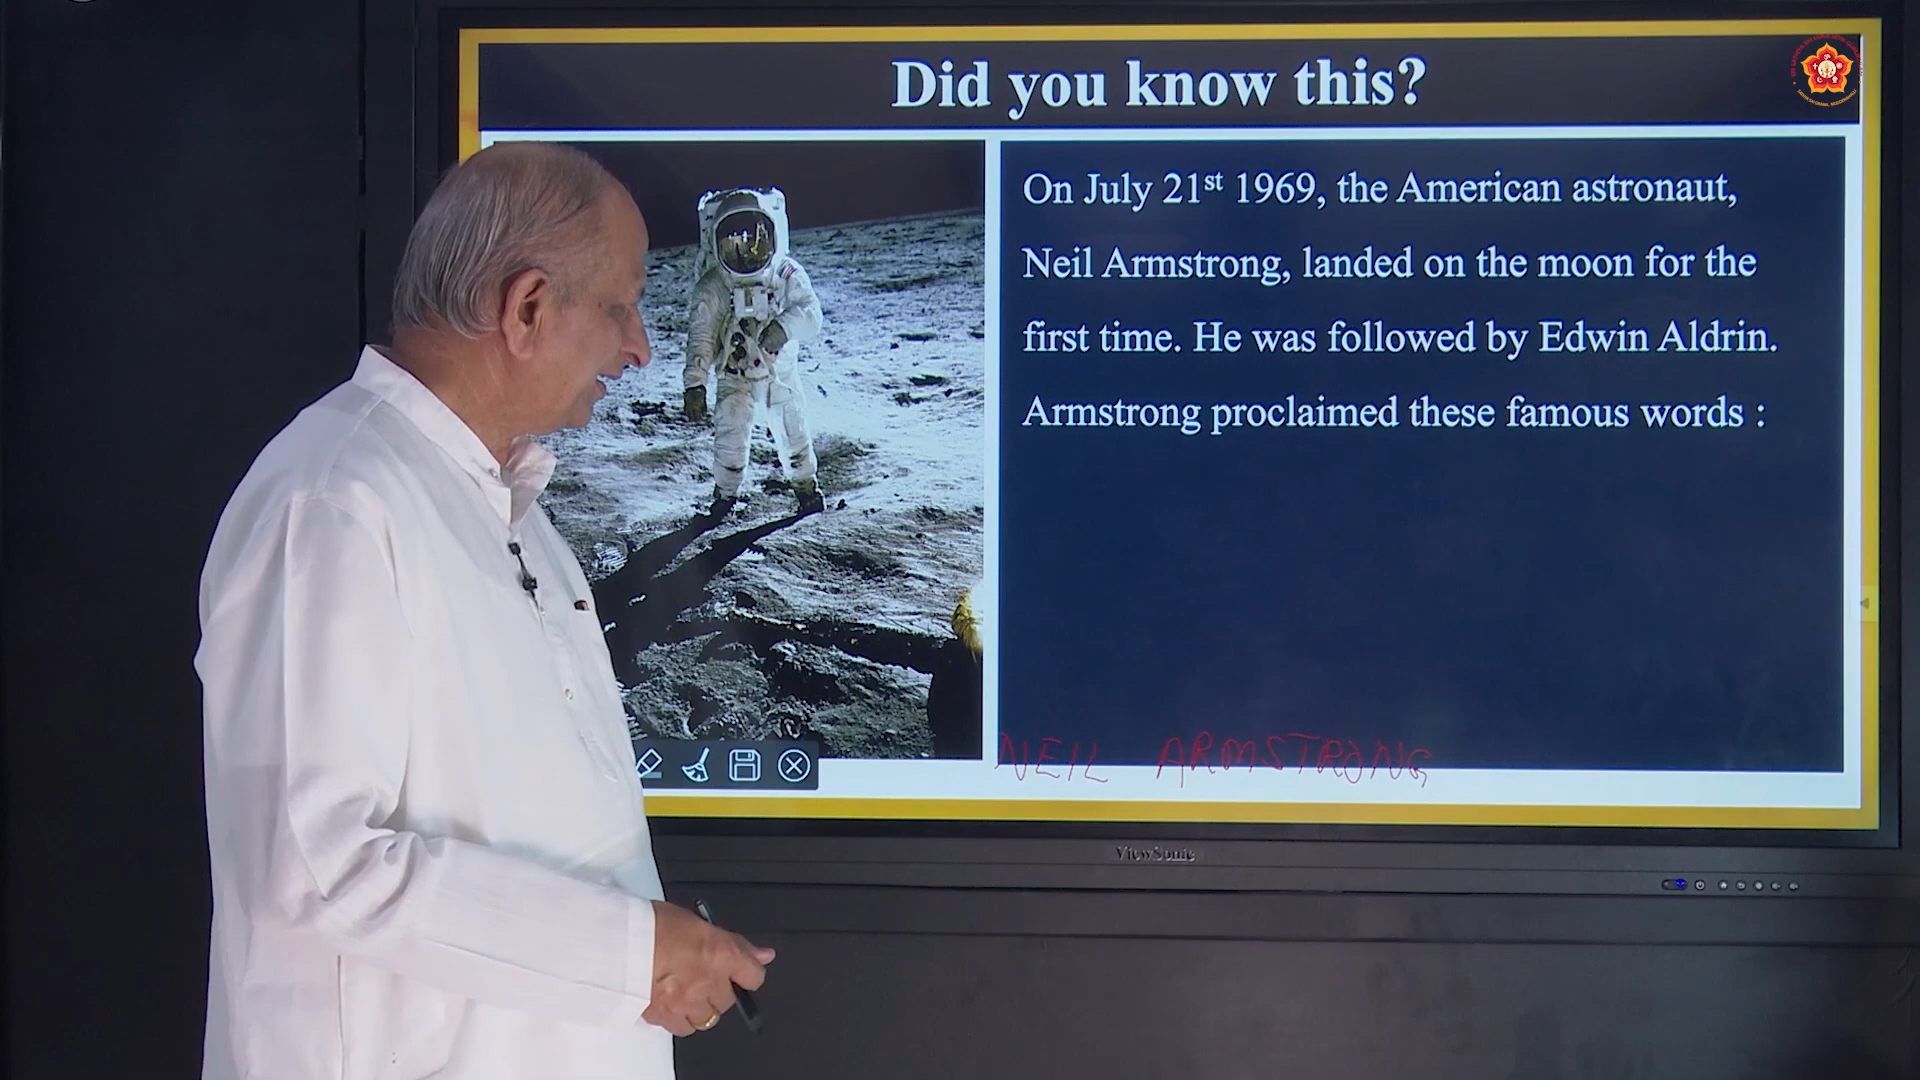 Did you know this?
On July 21st 1969, the American astronaut,
Neil Armstrong, landed on the moon for the
first time. He was followed by Edwin Aldrin.
Armstrong proclaimed these famous words :
NEIL ARMSTRONG
ViewSonic